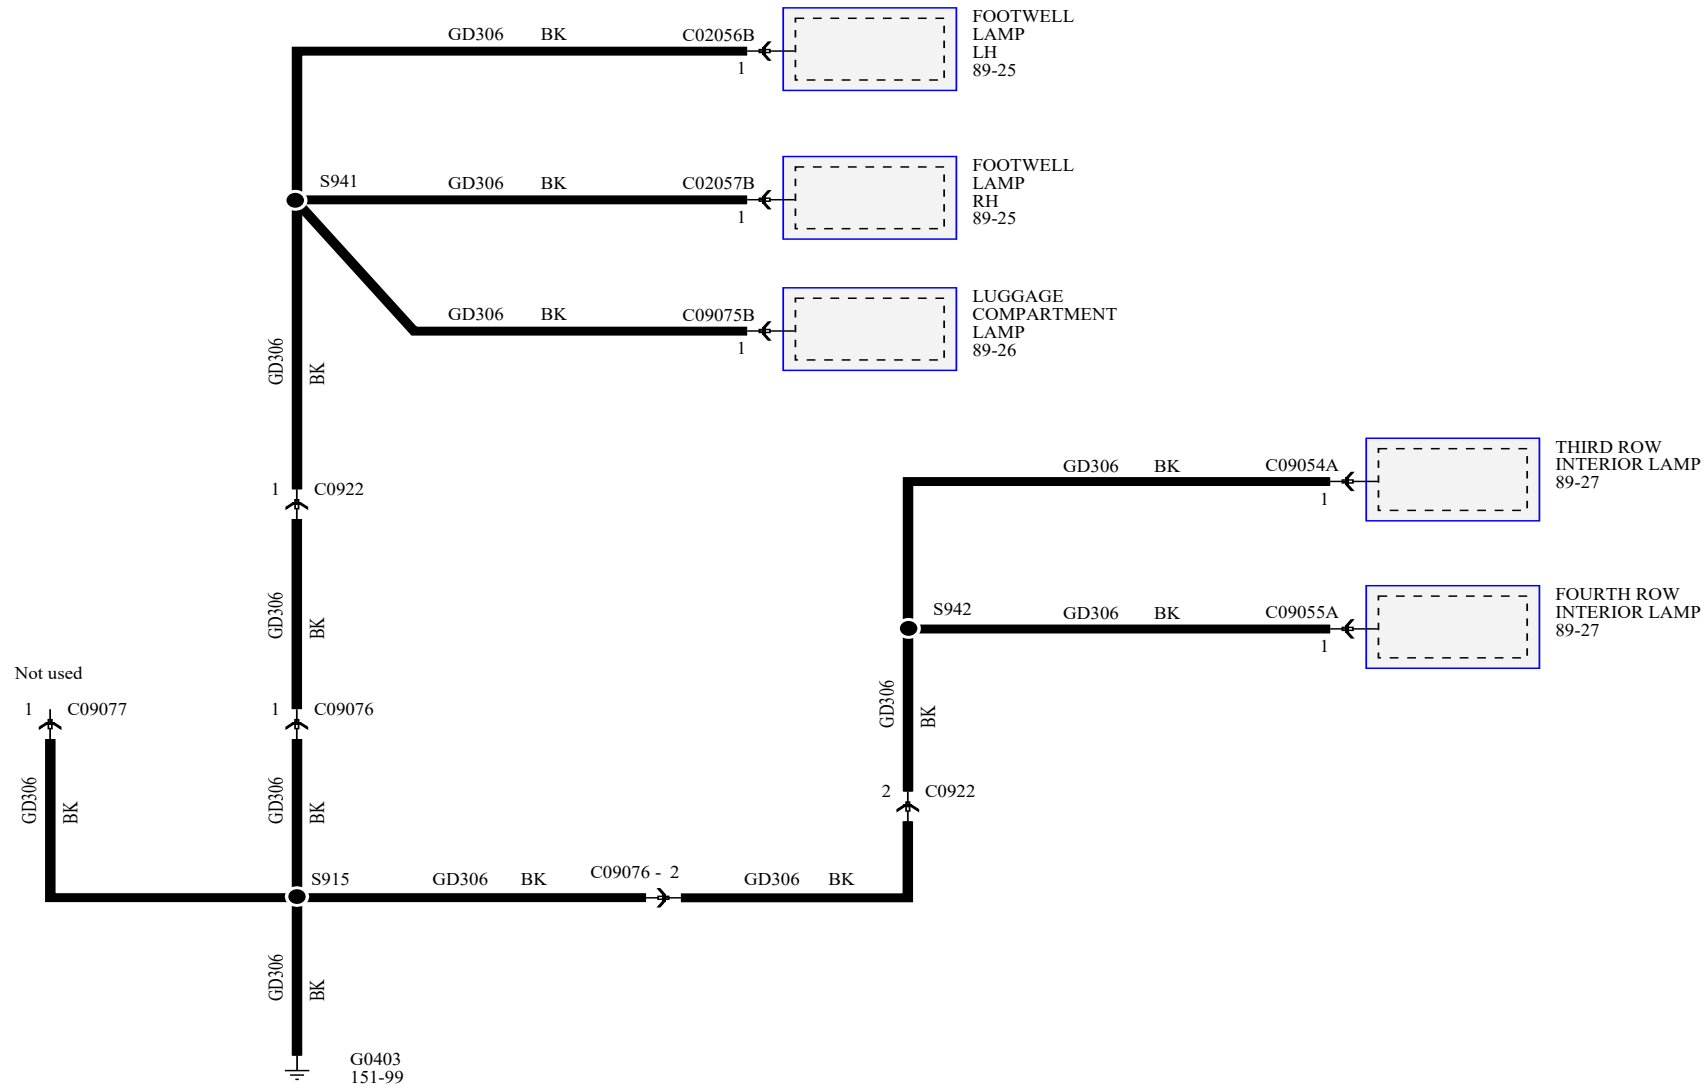 GD306 BK C02056B
1
FOOTWELL
LAMP
LH
89-25
S941
GD306 BK C02057B
1
FOOTWELL
LAMP
RH
89-25
GD306 BK C09075B
1
LUGGAGE
COMPARTMENT
LAMP
89-26
GD306
BK
1 C0922
GD306 BK C09054A
1
THIRD ROW
INTERIOR LAMP
89-27
GD306
BK
S942
GD306 BK C09055A
1
FOURTH ROW
INTERIOR LAMP
89-27
Not used
1 C09077
1 C09076
GD306
BK
GD306
BK
GD306
BK
2 C0922
GD306
BK
S915
GD306 BK C09076 - 2 GD306 BK
GD306
BK
G0403
151-99